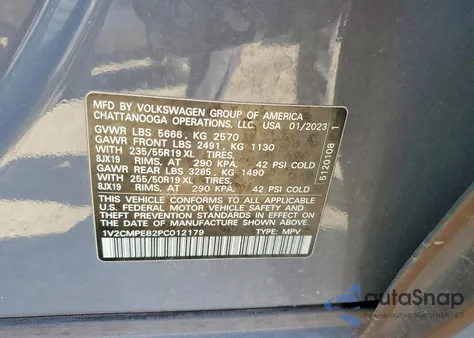 MFD BY VOLKSWAGEN GROUP OF AMERICA
CHATTANOOGA OPERATIONS, LLC. USA 01/2023
GVWR LBS 5666, KG 2570
GAWR FRONT LBS 2491, KG 1130
WITH 235/55R19 XL TIRES,
8JX19 RIMS, AT 290 KPA. 42 PSI COLD
GAWR REAR LBS 3285, KG 1490
WITH 255/50R19 XL TIRES,
8JX19 RIMS, AT 290 KPA. 42 PSI COLD
THIS VEHICLE CONFORMS TO ALL APPLICABLE
U.S. FEDERAL MOTOR VEHICLE SAFETY
AND THEFT PREVENTION STANDARDS IN EFFECT ON
THE DATE OF MANUFACTURE SHOWN ABOVE.
1V2CMPE82PC012179 TYPE: MPV
5120108 1
autoSnap